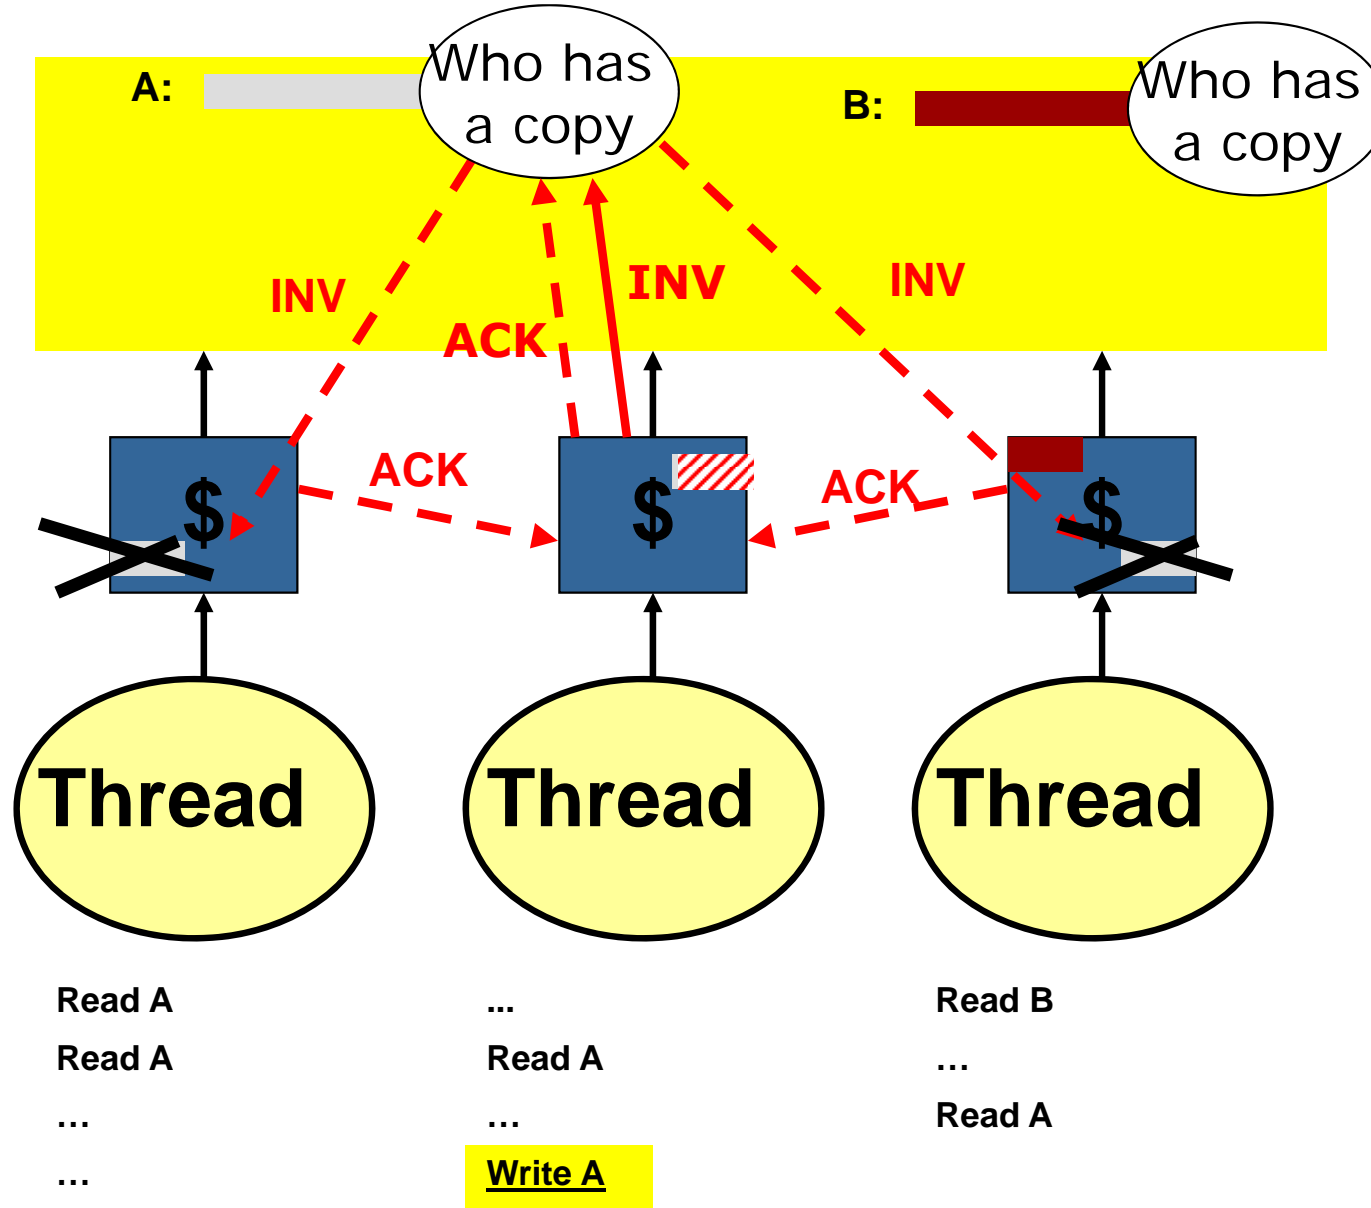 A:
Who has
a copy
B:
Who has
a copy
INV
INV
INV
ACK
ACK
ACK
$
$
$
Thread
Thread
Thread
Read A
...
Read B
Read A
Read A
…
…
…
Read A
…
Write A